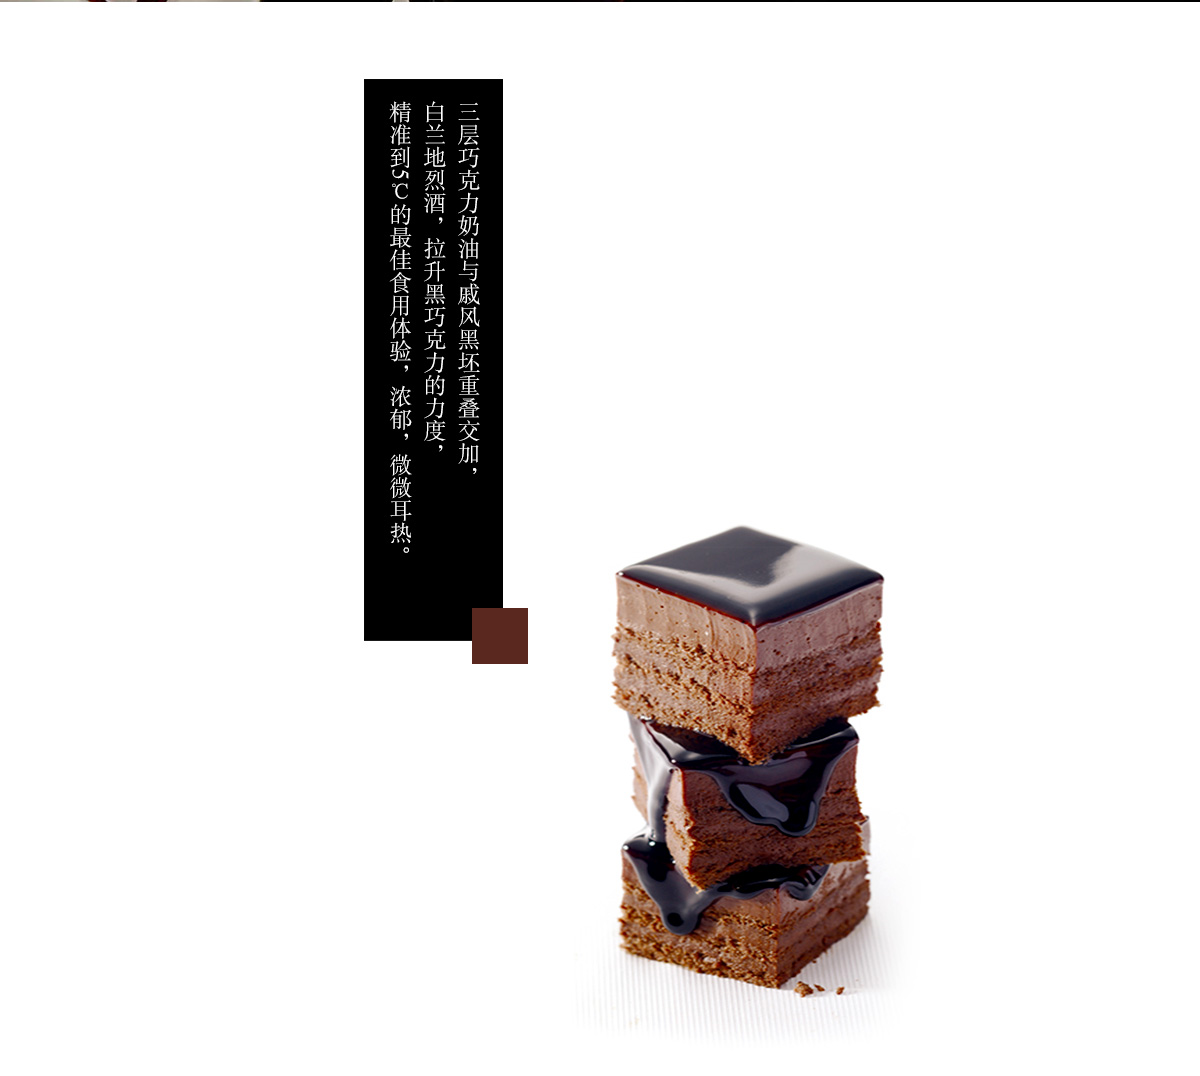 三层巧克力奶油与戚风黑坯重叠交加，
白兰地烈酒，拉升黑巧克力的力度，
精准到5℃的最佳食用体验，浓郁，微微耳热。